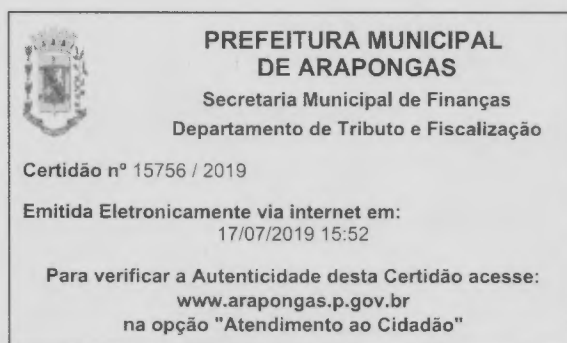 PREFEITURA MUNICIPAL
DE ARAPONGAS
Secretaria Municipal de Finanças
Departamento de Tributo e Fiscalização
Certidão nº 15756 / 2019
Emitida Eletronicamente via internet em:
17/07/2019 15:52
Para verificar a Autenticidade desta Certidão acesse:
www.arapongas.p.gov.br
na opção "Atendimento ao Cidadão"